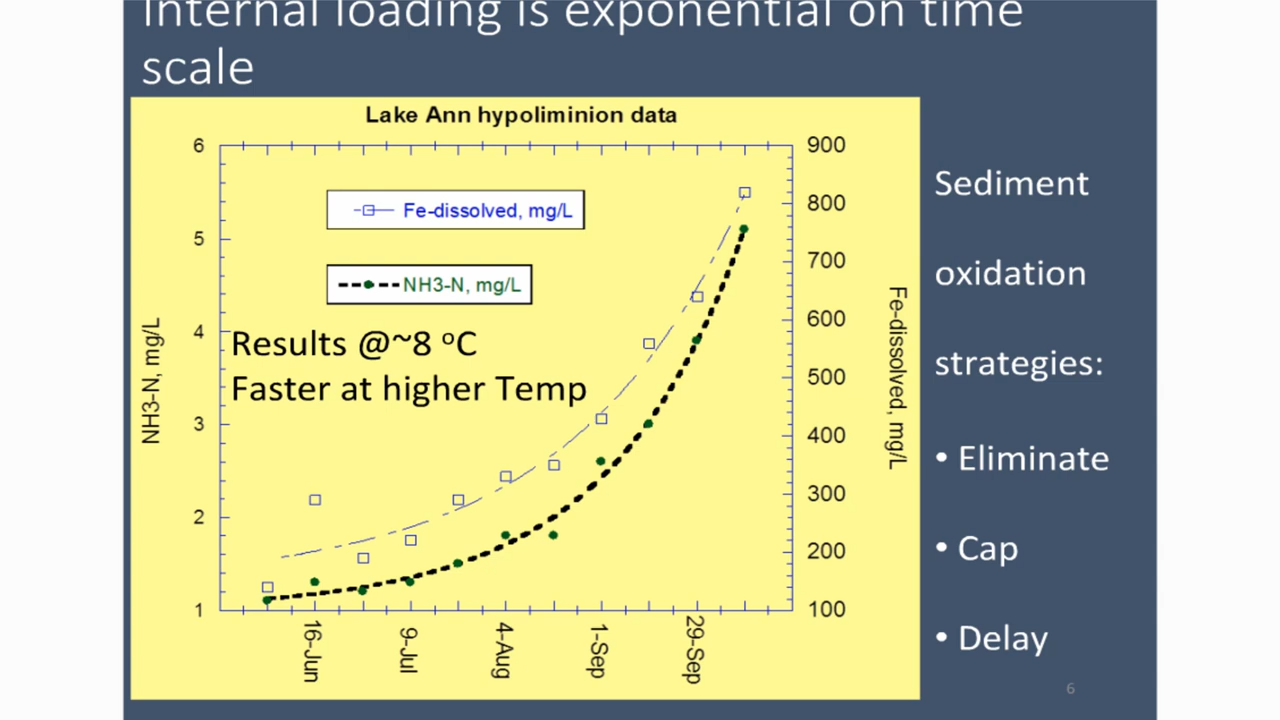 Internal loading is exponential on time
scale
Lake Ann hypoliminion data
6
5
4
3
2
1
NH3-N, mg/L
Fe-dissolved, mg/L
NH3-N, mg/L
Results @~8 °C
Faster at higher Temp
900
800
700
600
500
400
300
200
100
Fe-dissolved, mg/L
16-Jun
9-Jul
4-Aug
1-Sep
29-Sep
Sediment
oxidation
strategies:
• Eliminate
• Cap
• Delay
6